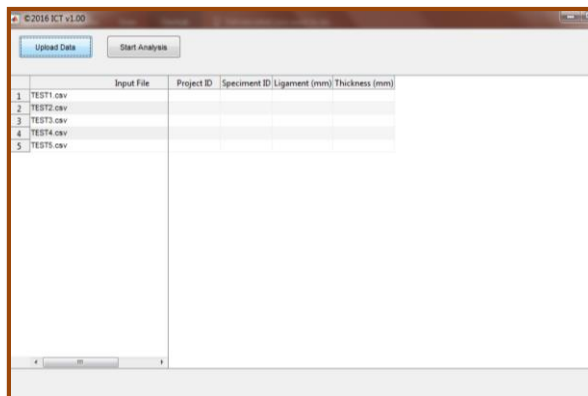 ©2016 ICT v1.00
Upload Data Start Analysis
Input File Project ID Speciment ID Ligament (mm) Thickness (mm)
1 TEST1.csv
2 TEST2.csv
3 TEST3.csv
4 TEST4.csv
5 TEST5.csv